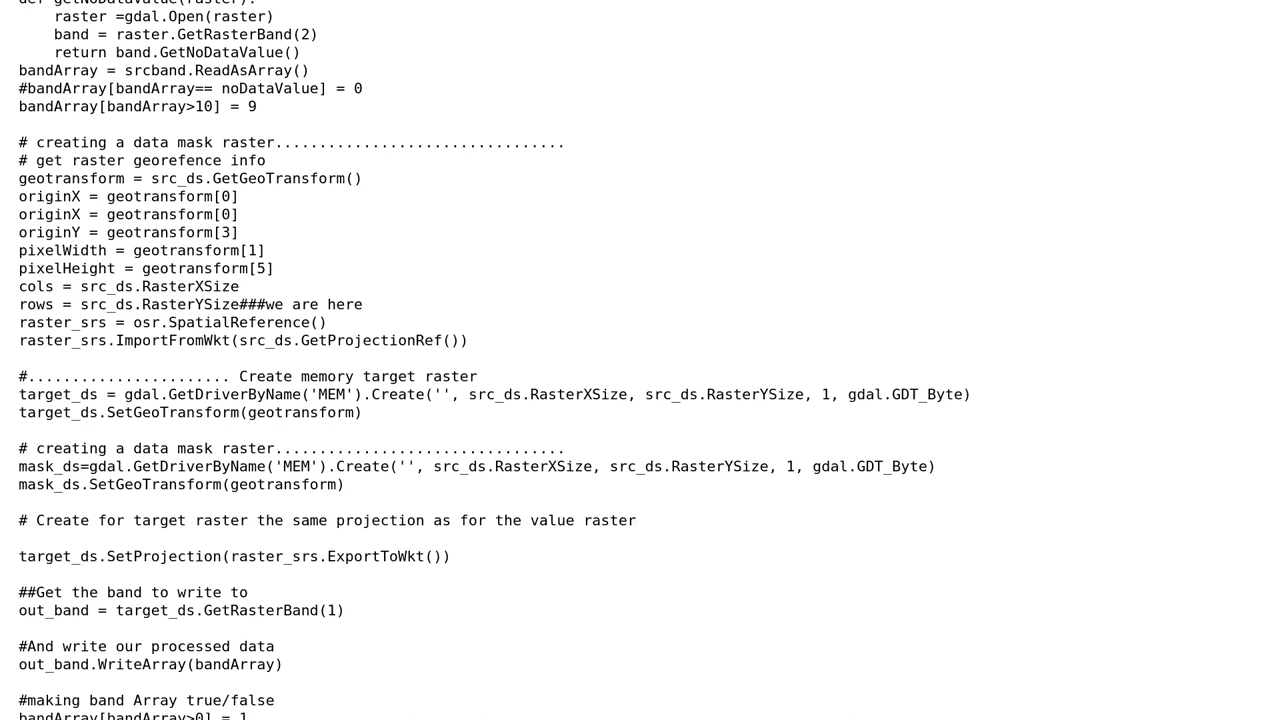 def getNoDataValue(raster):
    raster =gdal.Open(raster)
    band = raster.GetRasterBand(2)
    return band.GetNoDataValue()
bandArray = srcband.ReadAsArray()
#bandArray[bandArray== noDataValue] = 0
bandArray[bandArray>10] = 9

# creating a data mask raster.................................
# get raster georefence info
geotransform = src_ds.GetGeoTransform()
originX = geotransform[0]
originX = geotransform[0]
originY = geotransform[3]
pixelWidth = geotransform[1]
pixelHeight = geotransform[5]
cols = src_ds.RasterXSize
rows = src_ds.RasterYSize###we are here
raster_srs = osr.SpatialReference()
raster_srs.ImportFromWkt(src_ds.GetProjectionRef())

#....................... Create memory target raster
target_ds = gdal.GetDriverByName('MEM').Create('', src_ds.RasterXSize, src_ds.RasterYSize, 1, gdal.GDT_Byte)
target_ds.SetGeoTransform(geotransform)

# creating a data mask raster.................................
mask_ds=gdal.GetDriverByName('MEM').Create('', src_ds.RasterXSize, src_ds.RasterYSize, 1, gdal.GDT_Byte)
mask_ds.SetGeoTransform(geotransform)

# Create for target raster the same projection as for the value raster

target_ds.SetProjection(raster_srs.ExportToWkt())

##Get the band to write to
out_band = target_ds.GetRasterBand(1)

#And write our processed data
out_band.WriteArray(bandArray)

#making band Array true/false
bandArray[bandArray>0] = 1